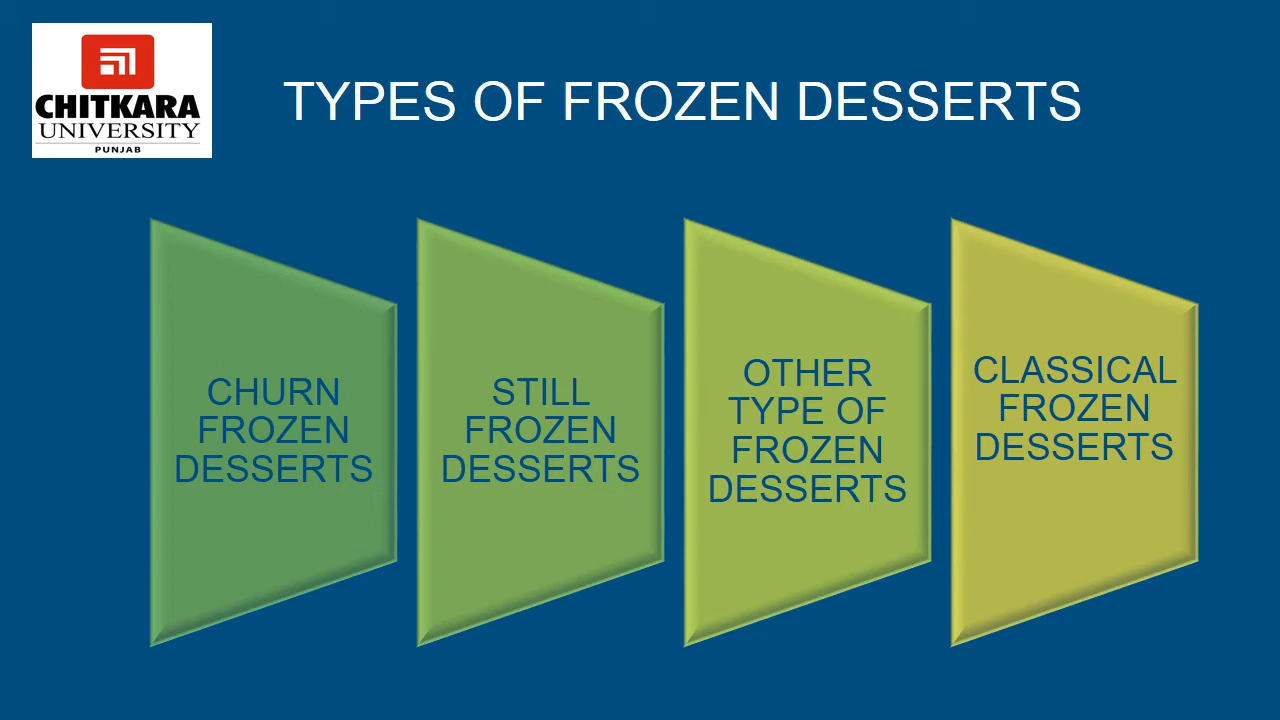 CHITKARA
UNIVERSITY
PUNJAB
TYPES OF FROZEN DESSERTS
CHURN
FROZEN
DESSERTS
STILL
FROZEN
DESSERTS
OTHER
TYPE OF
FROZEN
DESSERTS
CLASSICAL
FROZEN
DESSERTS